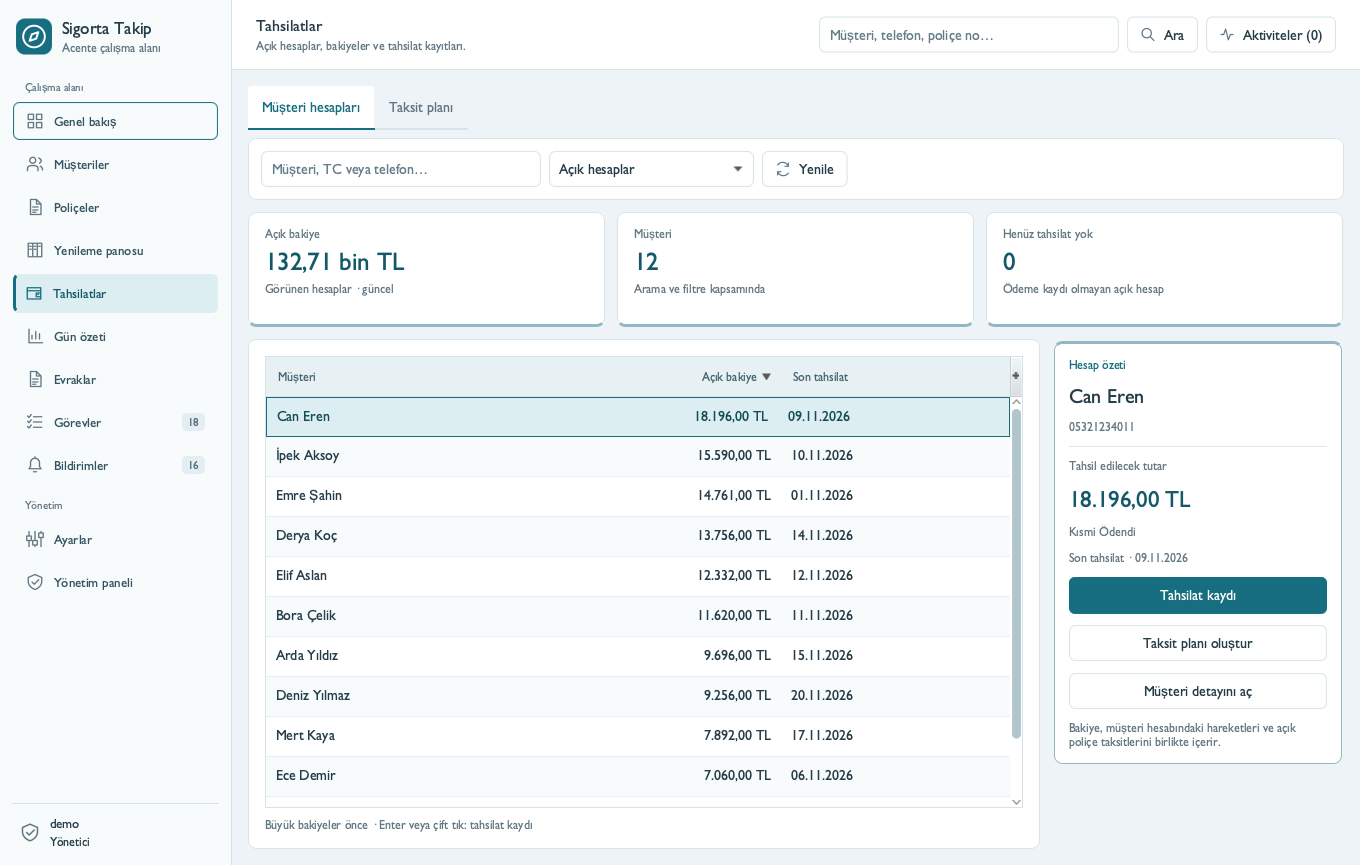 Sigorta Takip
Acente çalışma alanı
Çalışma alanı
Genel bakış
Müşteriler
Poliçeler
Yenileme panosu
Tahsilatlar
Gün özeti
Evraklar
Görevler 18
Bildirimler 16
Yönetim
Ayarlar
Yönetim paneli
demo
Yönetici
Tahsilatlar
Açık hesaplar, bakiyeler ve tahsilat kayıtları.
Müşteri, telefon, poliçe no...
Ara
Aktiviteler (0)
Müşteri hesapları
Taksit planı
Müşteri, TC veya telefon...
Açık hesaplar
Yenile
Açık bakiye
132,71 bin TL
Görünen hesaplar · güncel
Müşteri
12
Arama ve filtre kapsamında
Henüz tahsilat yok
0
Ödeme kaydı olmayan açık hesap
Müşteri Açık bakiye Son tahsilat
Can Eren 18.196,00 TL 09.11.2026
İpek Aksoy 15.590,00 TL 10.11.2026
Emre Şahin 14.761,00 TL 01.11.2026
Derya Koç 13.756,00 TL 14.11.2026
Elif Aslan 12.332,00 TL 12.11.2026
Bora Çelik 11.620,00 TL 11.11.2026
Arda Yıldız 9.696,00 TL 15.11.2026
Deniz Yılmaz 9.256,00 TL 20.11.2026
Mert Kaya 7.892,00 TL 17.11.2026
Ece Demir 7.060,00 TL 06.11.2026
Büyük bakiyeler önce · Enter veya çift tık: tahsilat kaydı
Hesap özeti
Can Eren
05321234011
Tahsil edilecek tutar
18.196,00 TL
Kısmi Ödendi
Son tahsilat · 09.11.2026
Tahsilat kaydı
Taksit planı oluştur
Müşteri detayını aç
Bakiye, müşteri hesabındaki hareketleri ve açık
poliçe taksitlerini birlikte içerir.